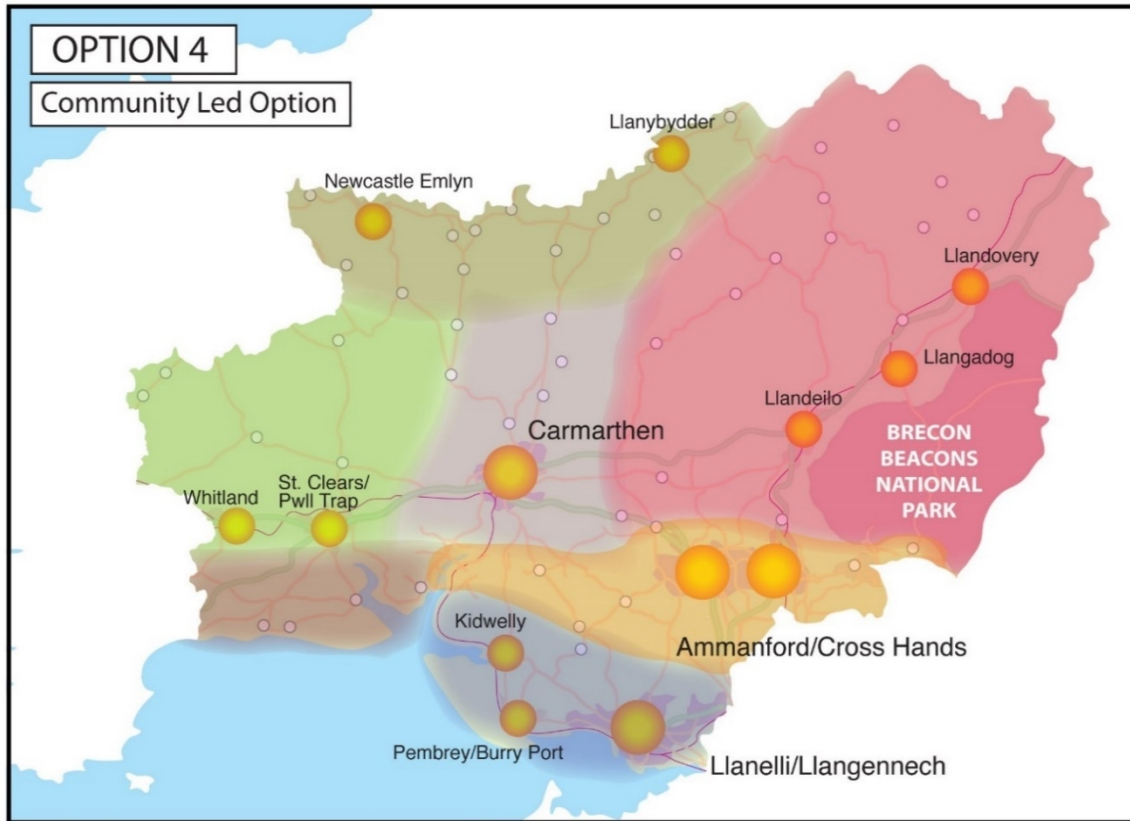 OPTION 4
Community Led Option
Llanybydder
Newcastle Emlyn
Llandovery
Llangadog
Llandeilo
Carmarthen
BRECON
BEACONS
NATIONAL
PARK
St. Clears/
Pwll Trap
Whitland
Kidwelly
Ammanford/Cross Hands
Pembrey/Burry Port
Llanelli/Llangennech